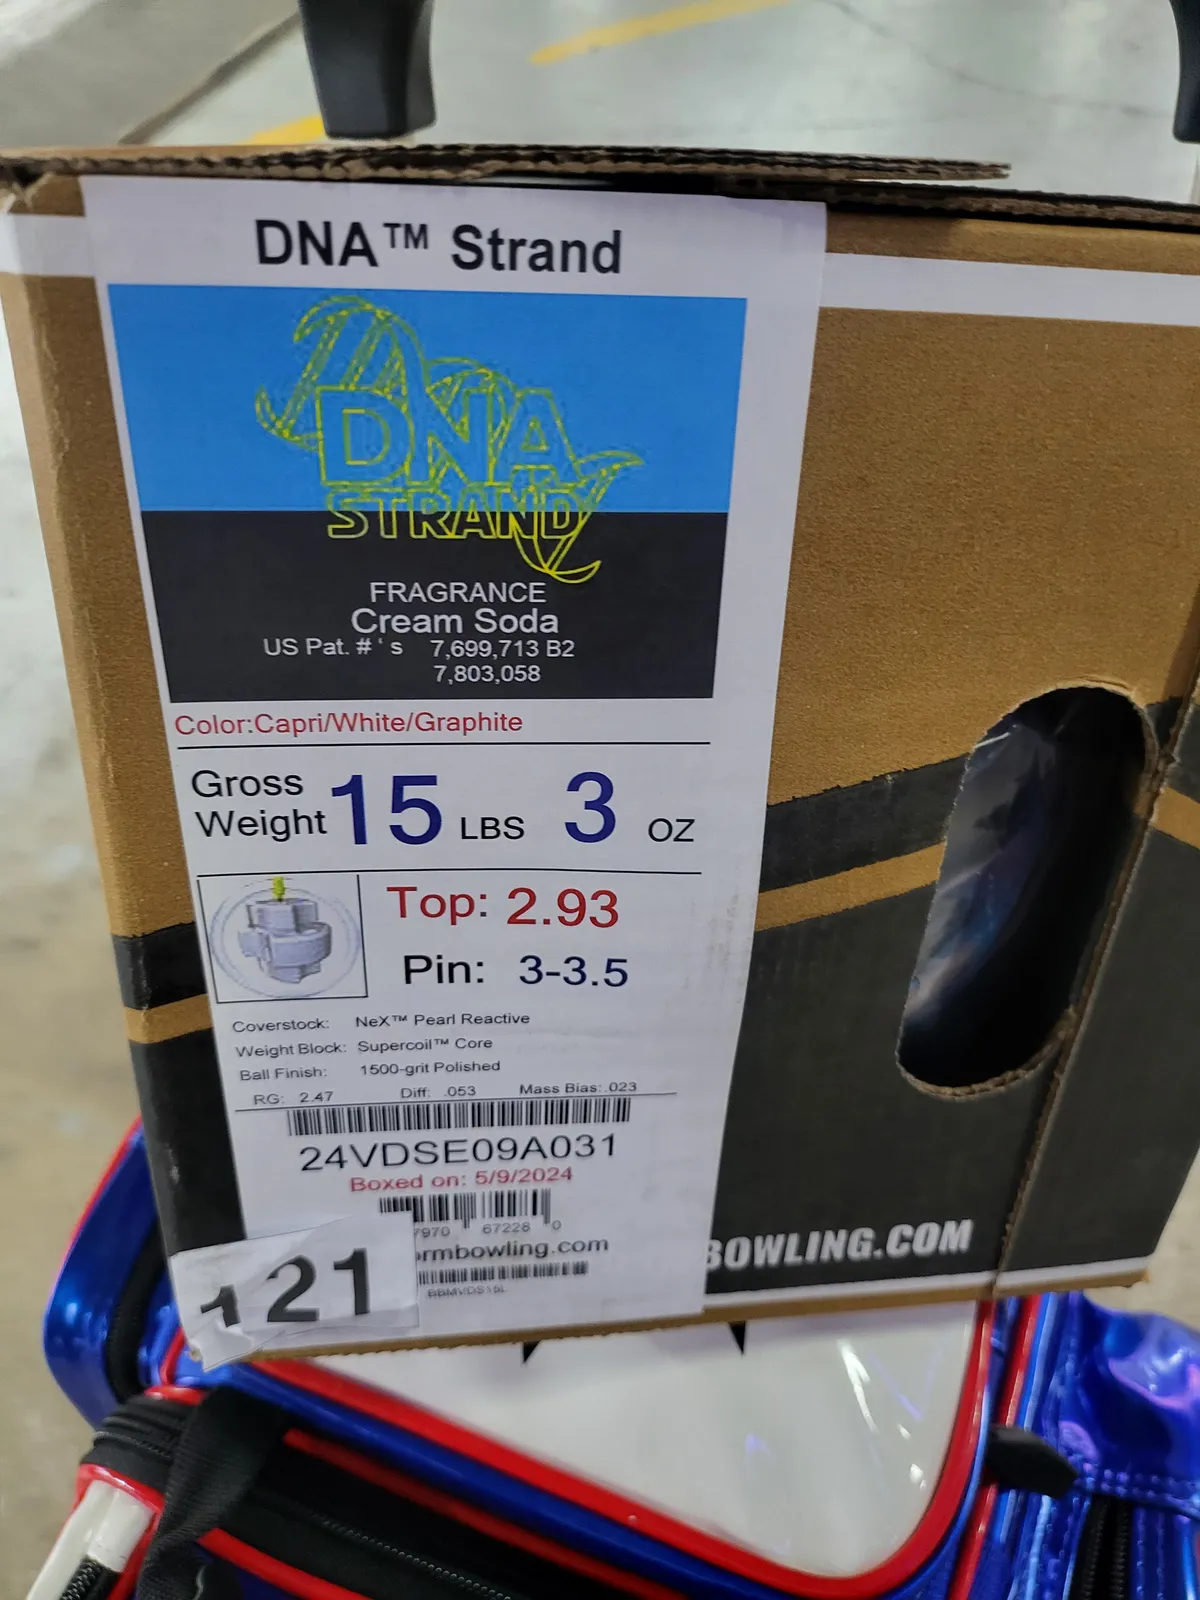 DNA™ Strand
DNA
STRAND
FRAGRANCE
Cream Soda
US Pat. # ' s 7,699,713 B2
7,803,058
Color:Capri/White/Graphite
Gross
Weight 15 LBS 3 OZ
Top: 2.93
Pin: 3-3.5
Coverstock: NeX™ Pearl Reactive
Weight Block: Supercoil™ Core
Ball Finish: 1500-grit Polished
RG: 2.47 Diff: .053 Mass Bias: .023
24VDSE09A031
Boxed on: 5/9/2024
7970 67228 0
ormbowling.com
BBMVDS15L
121
BOWLING.COM